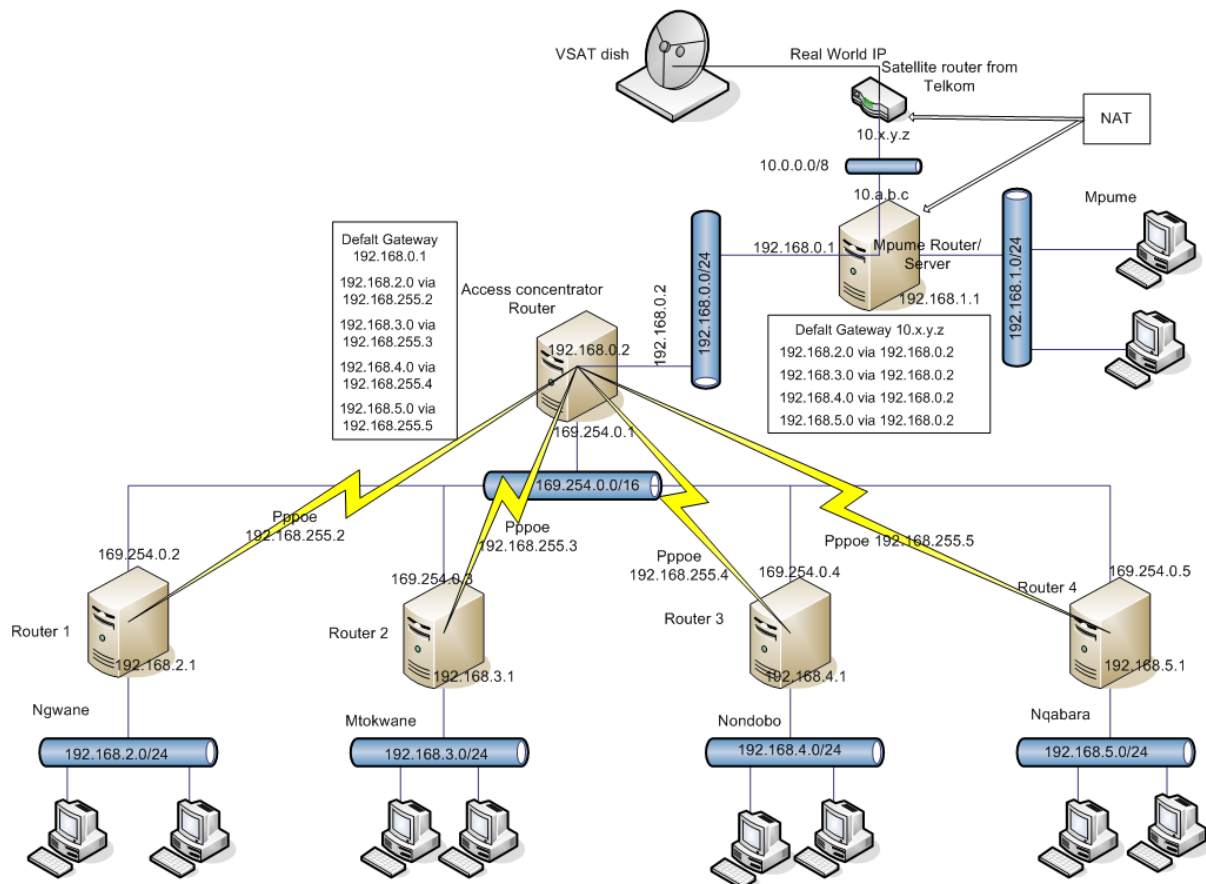 VSAT dish
Real World IP
Satellite router from
Telkom
10.x.y.z
NAT
10.0.0.0/8
10.a.b.c
Mpume
192.168.0.1
Mpume Router/
Server
192.168.1.1
192.168.1.0/24
192.168.0.0/24
192.168.0.2
Defalt Gateway
192.168.0.1
192.168.2.0 via
192.168.255.2
192.168.3.0 via
192.168.255.3
192.168.4.0 via
192.168.255.4
192.168.5.0 via
192.168.255.5
Access concentrator
Router
192.168.0.2
169.254.0.1
Defalt Gateway 10.x.y.z
192.168.2.0 via 192.168.0.2
192.168.3.0 via 192.168.0.2
192.168.4.0 via 192.168.0.2
192.168.5.0 via 192.168.0.2
169.254.0.0/16
Pppoe
192.168.255.2
Pppoe
192.168.255.3
Pppoe
192.168.255.4
Pppoe 192.168.255.5
169.254.0.2
169.254.0.3
169.254.0.4
169.254.0.5
Router 1
Router 2
Router 3
Router 4
192.168.2.1
192.168.3.1
192.168.4.1
192.168.5.1
Ngwane
Mtokwane
Nondobo
Nqabara
192.168.2.0/24
192.168.3.0/24
192.168.4.0/24
192.168.5.0/24